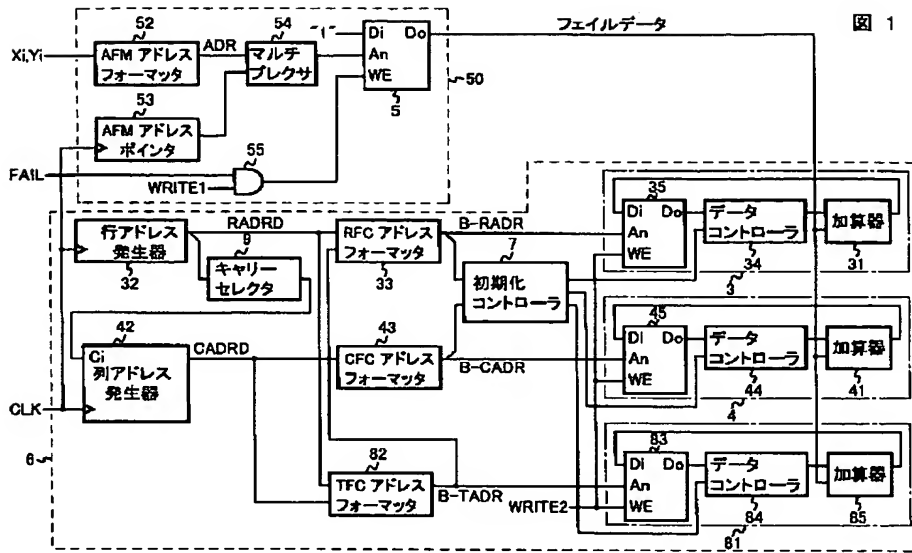 図 1
フェイルデータ
52
54
Xi,Yi
AFM アドレス
フォーマッタ
ADR
マルチ
プレクサ
"1"
Di Do
An
WE
5
50
53
AFM アドレス
ポインタ
55
FAIL
WRITE1
行アドレス
発生器
32
RADRD
9
キャリー
セレクタ
RFC アドレス
フォーマッタ
33
B-RADR
7
初期化
コントローラ
35
Di Do
An
WE
データ
コントローラ
34
加算器
31
3
42
Ci
列アドレス
発生器
CADRD
43
CFC アドレス
フォーマッタ
B-CADR
45
Di Do
An
WE
データ
コントローラ
44
加算器
41
4
CLK
6
82
TFC アドレス
フォーマッタ
B-TADR
WRITE2
83
Di Do
An
WE
データ
コントローラ
84
加算器
85
81